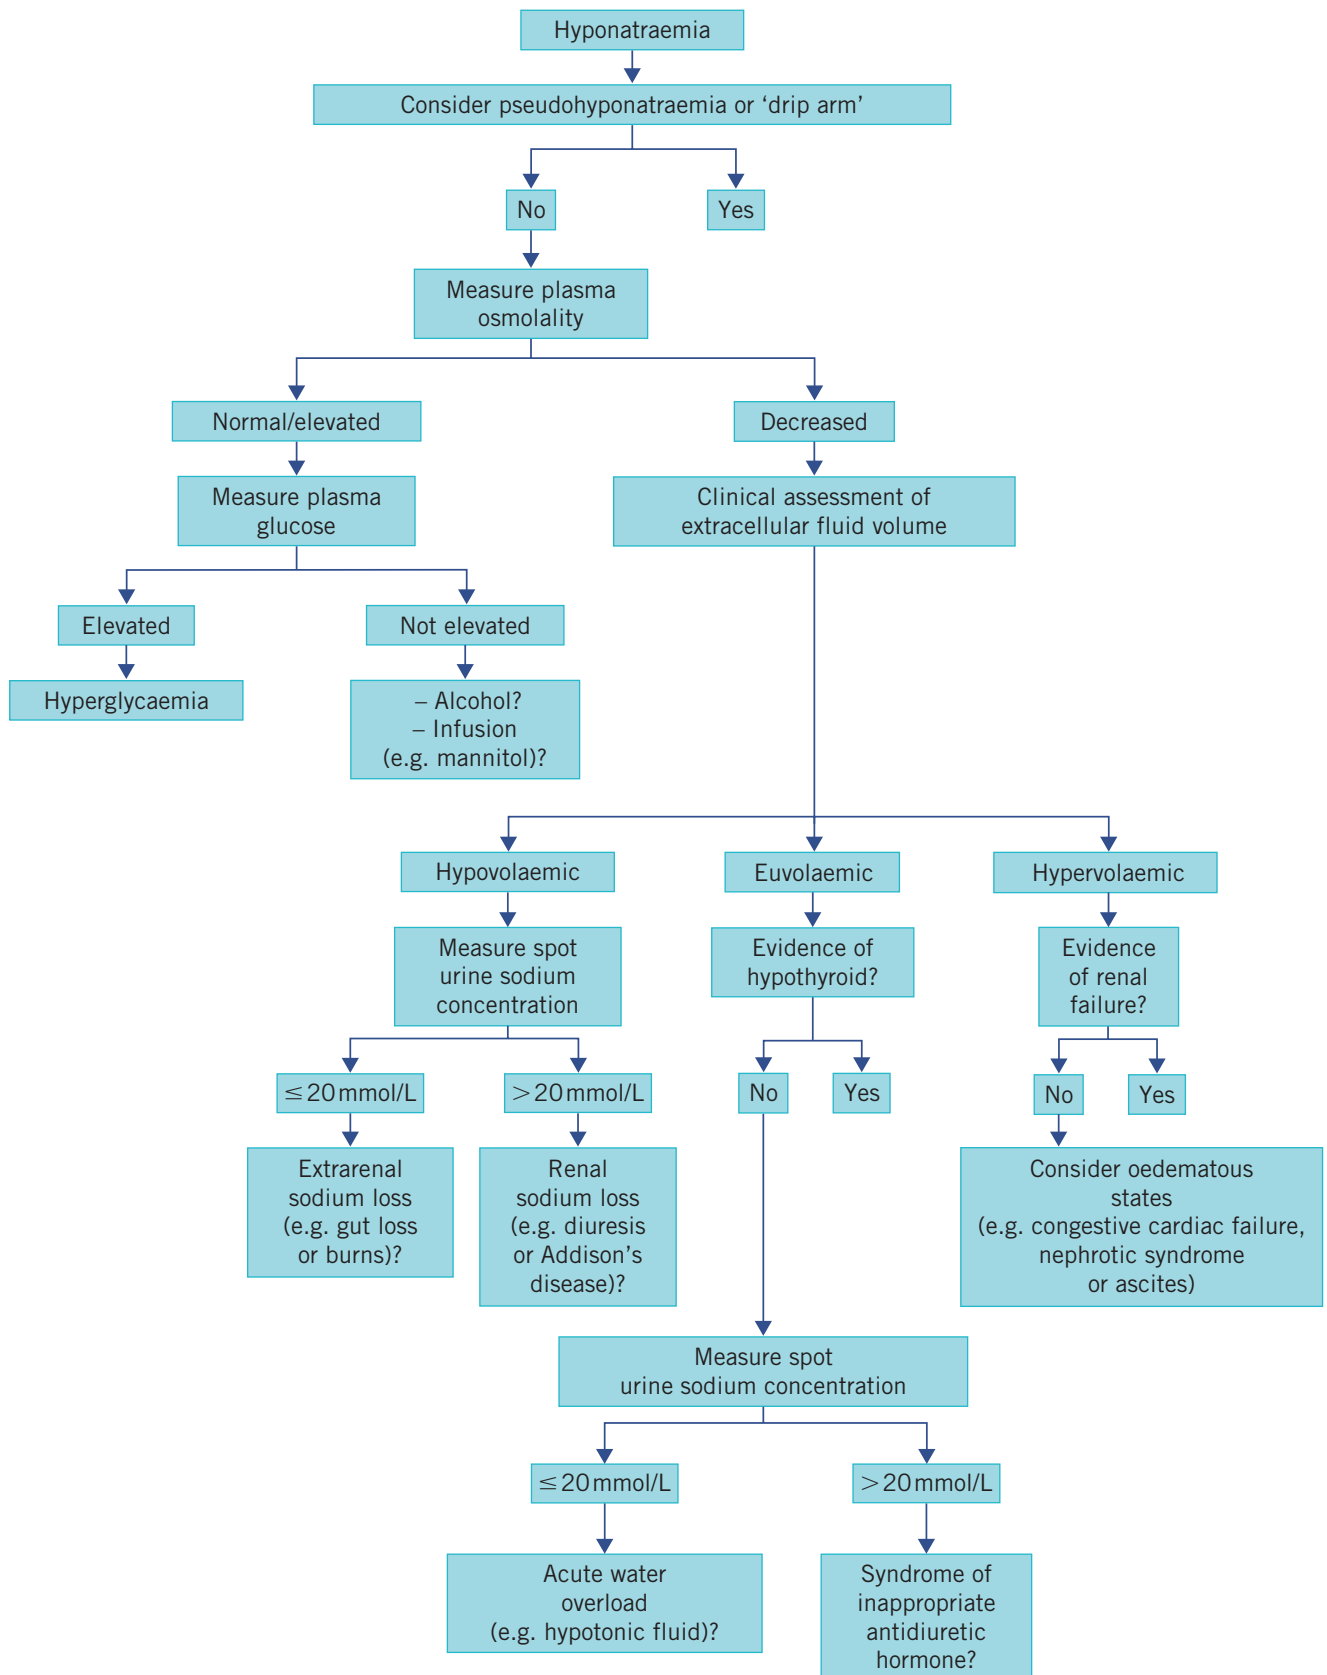 Hyponatraemia
Consider pseudohyponatraemia or ‘drip arm’
No
Yes
Measure plasma
osmolality
Normal/elevated
Decreased
Measure plasma
glucose
Clinical assessment of
extracellular fluid volume
Elevated
Not elevated
Hyperglycaemia
– Alcohol?
– Infusion
(e.g. mannitol)?
Hypovolaemic
Euvolaemic
Hypervolaemic
Measure spot
urine sodium
concentration
Evidence of
hypothyroid?
Evidence
of renal
failure?
≤20 mmol/L
>20 mmol/L
No
Yes
No
Yes
Extrarenal
sodium loss
(e.g. gut loss
or burns)?
Renal
sodium loss
(e.g. diuresis
or Addison’s
disease)?
Consider oedematous
states
(e.g. congestive cardiac failure,
nephrotic syndrome
or ascites)
Measure spot
urine sodium concentration
≤20 mmol/L
>20 mmol/L
Acute water
overload
(e.g. hypotonic fluid)?
Syndrome of
inappropriate
antidiuretic
hormone?